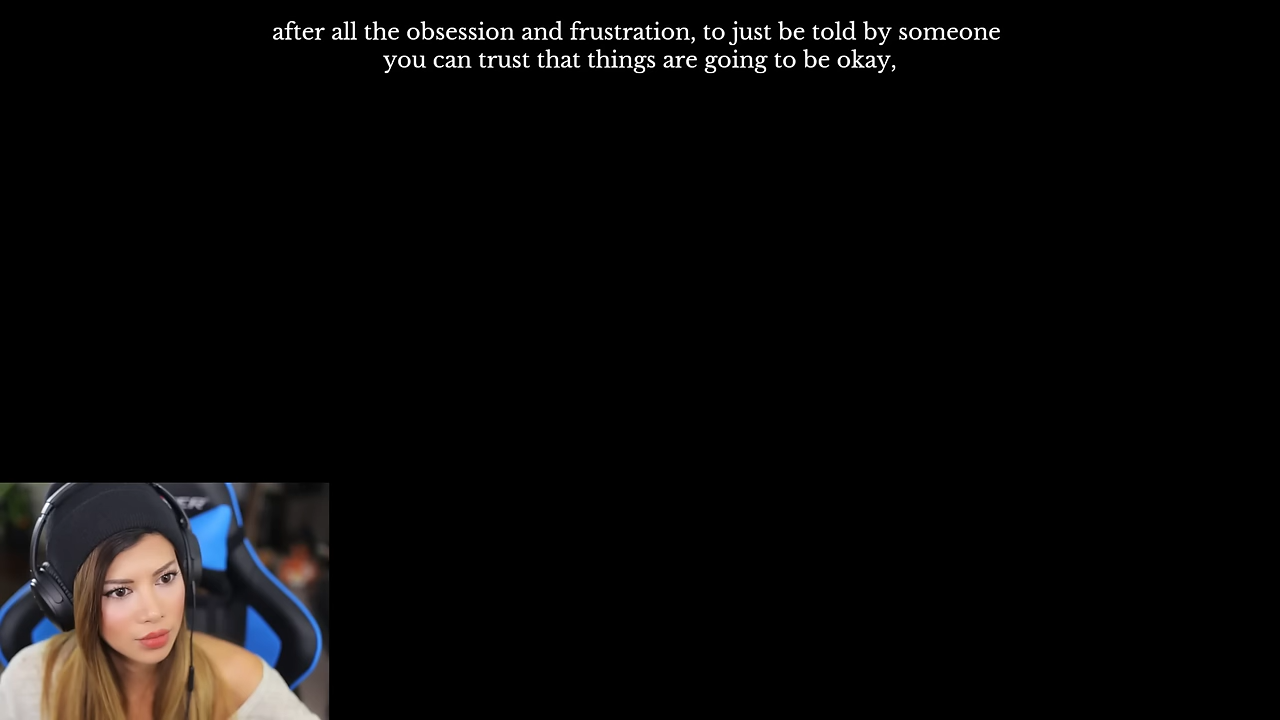 after all the obsession and frustration, to just be told by someone
you can trust that things are going to be okay,